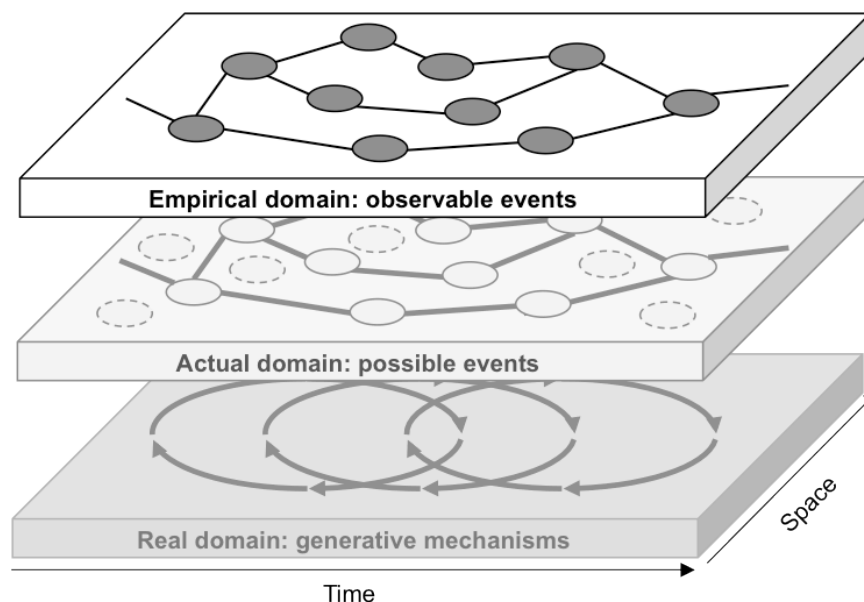 Empirical domain: observable events
Actual domain: possible events
Real domain: generative mechanisms
Space
Time